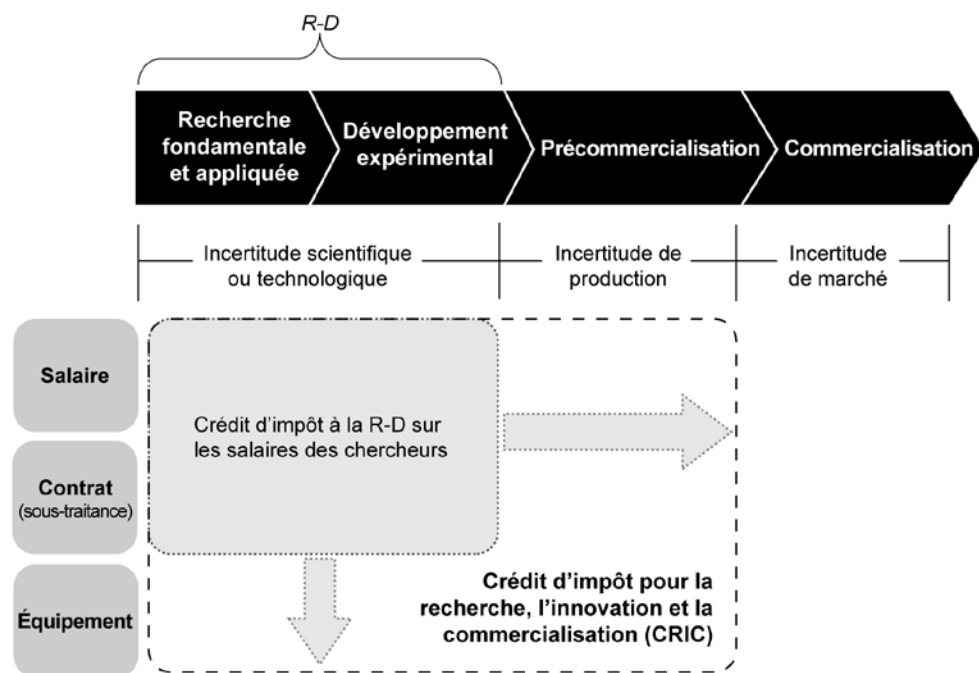 R-D
Recherche
fondamentale
et appliquée
Développement
expérimental
Précommercialisation
Commercialisation
Incertitude scientifique
ou technologique
Incertitude de
production
Incertitude
de marché
Salaire
Crédit d'impôt à la R-D sur
les salaires des chercheurs
Contrat
(sous-traitance)
Équipement
Crédit d'impôt pour la
recherche, l'innovation et la
commercialisation (CRIC)